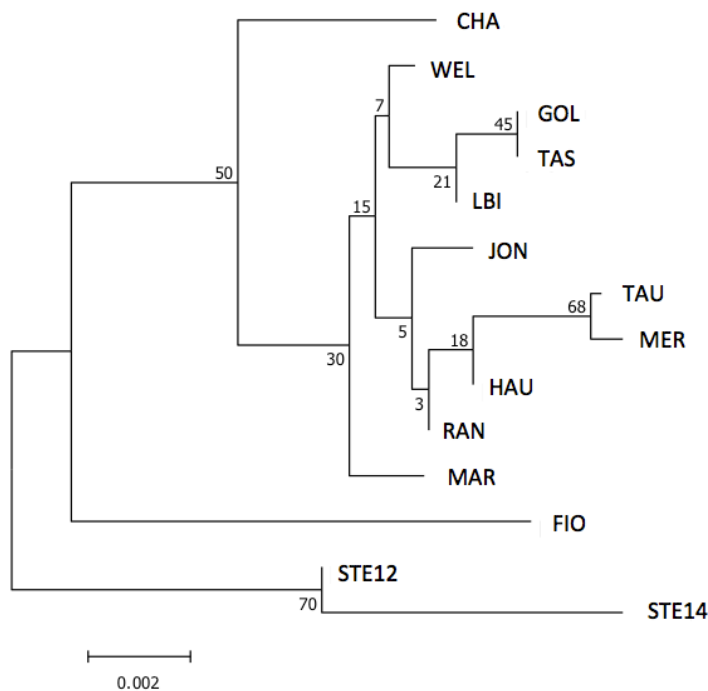 CHA
WEL
7
GOL
45
TAS
50
21
LBI
15
JON
TAU
68
MER
5
18
30
HAU
3
RAN
MAR
FIO
STE12
70
STE14
0.002